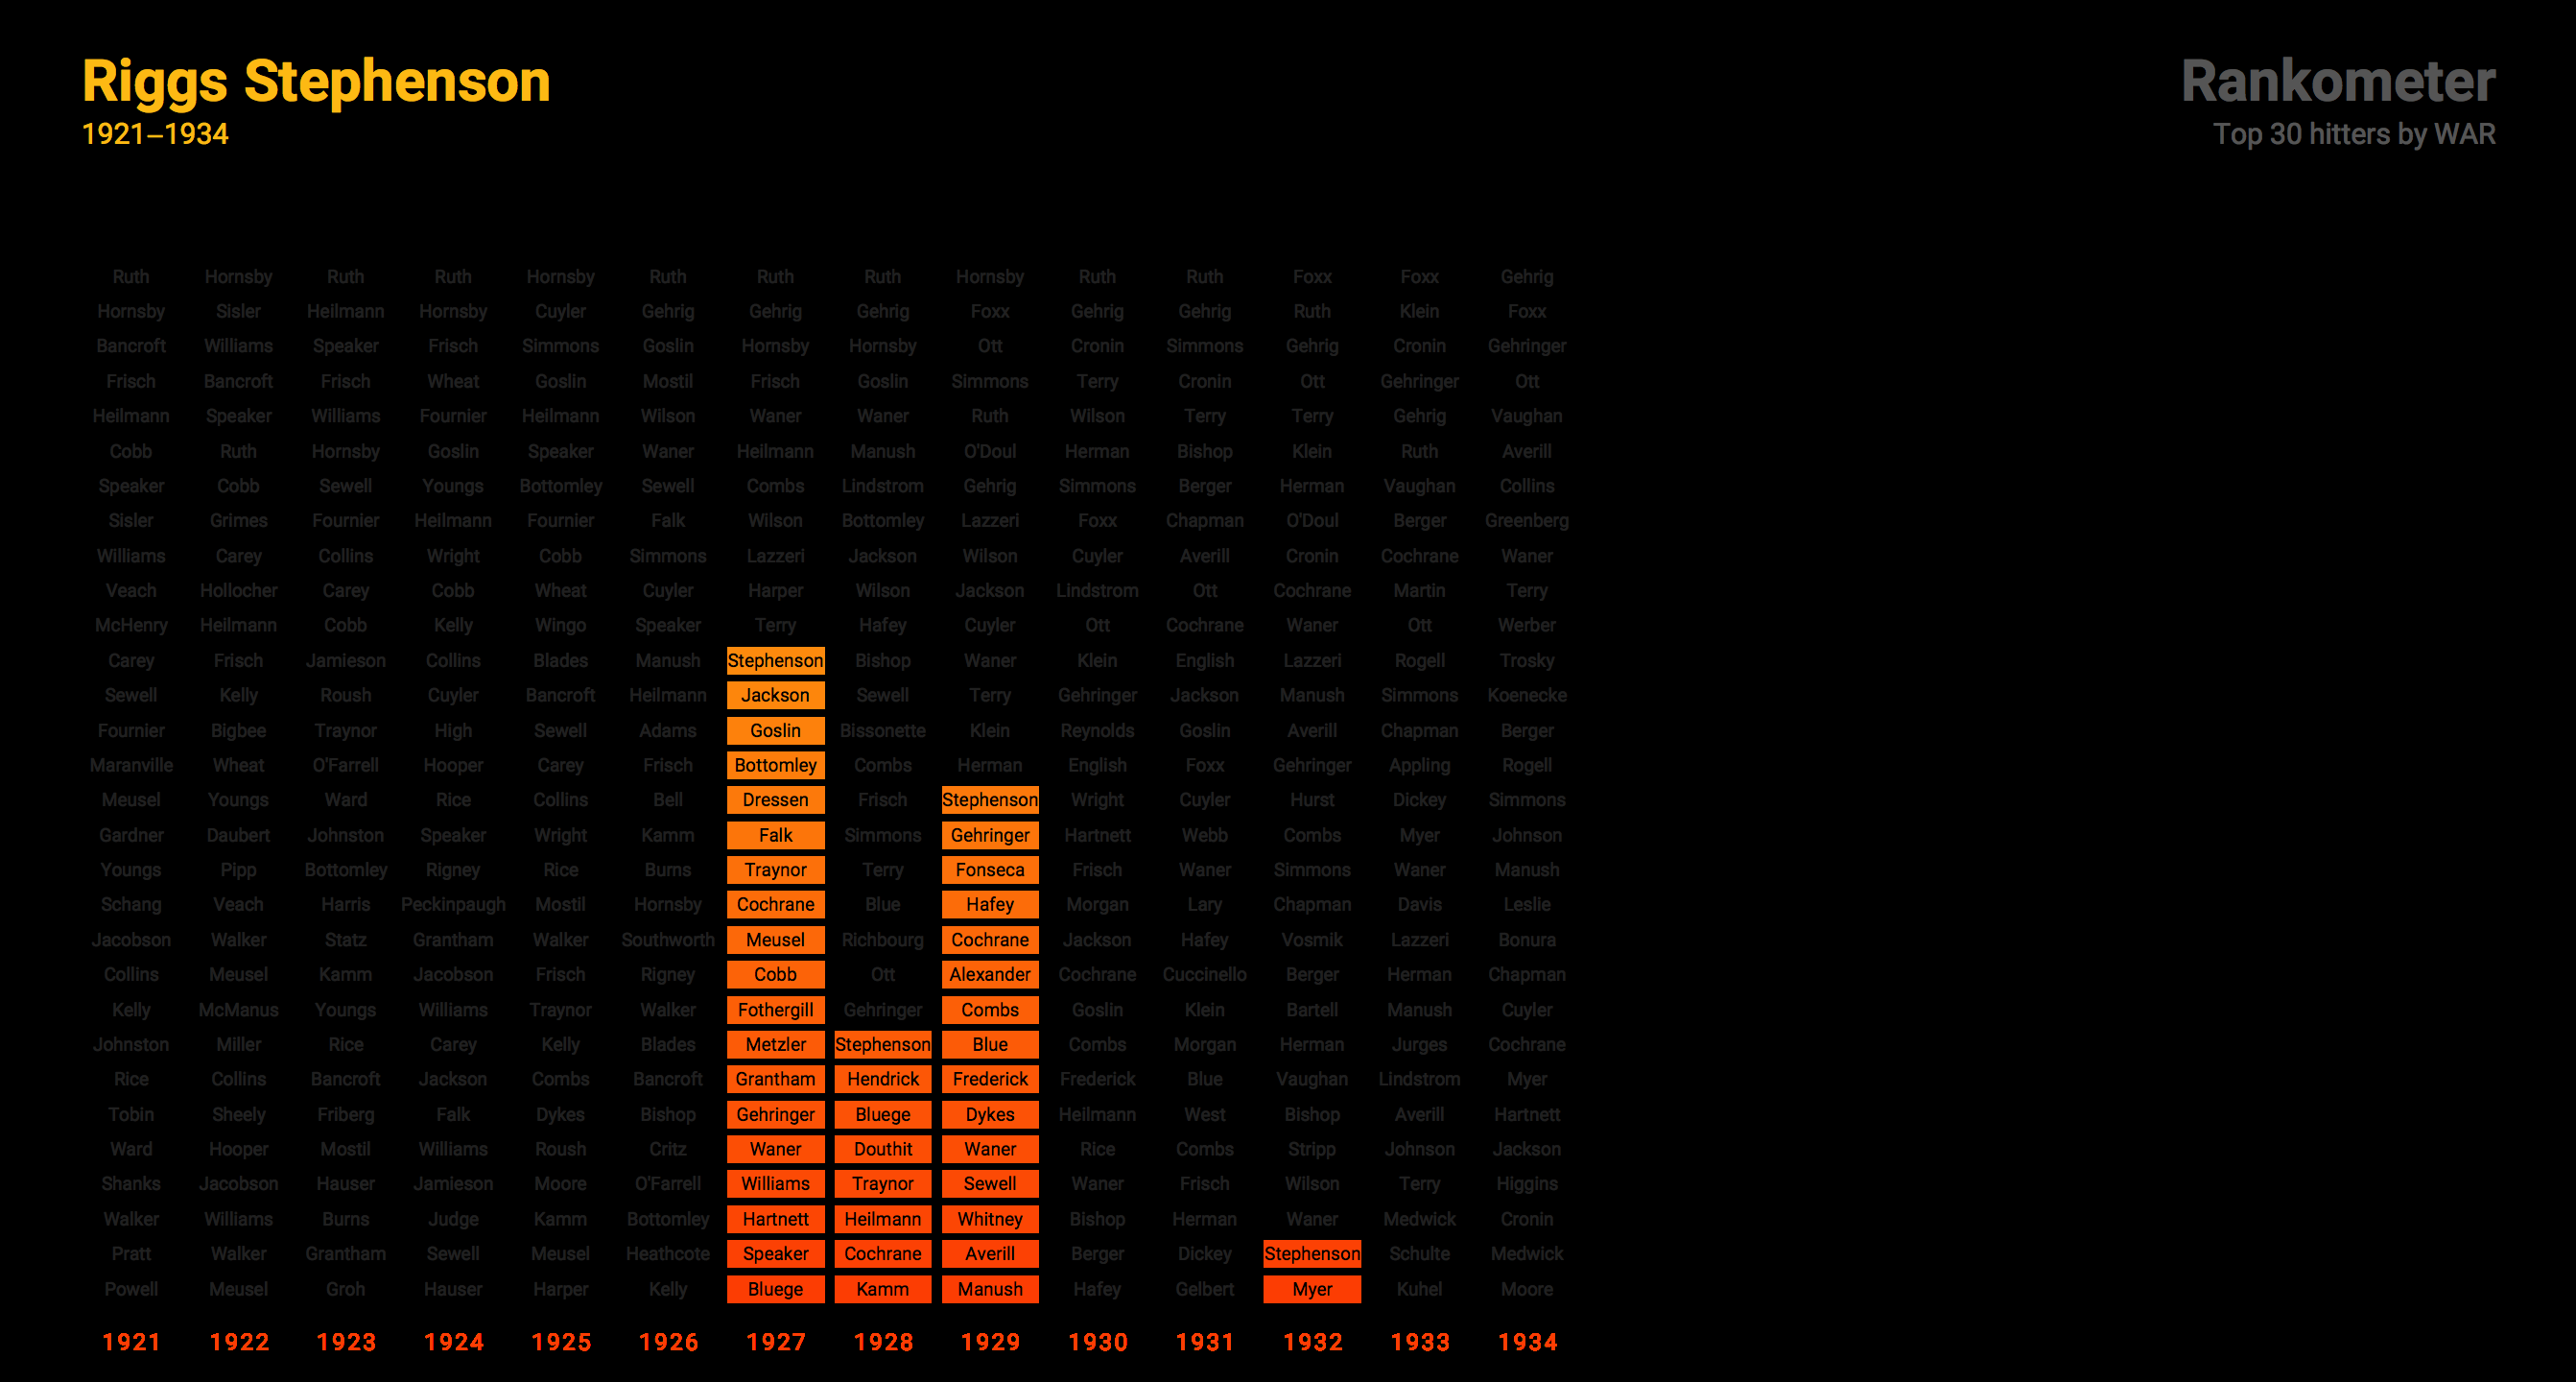 Riggs Stephenson
1921–1934
Rankometer
Top 30 hitters by WAR
Ruth Hornsby Ruth Ruth Hornsby Ruth Ruth Ruth Hornsby Ruth Ruth Foxx Foxx Gehrig
Hornsby Sisler Heilmann Hornsby Cuyler Gehrig Gehrig Gehrig Foxx Gehrig Gehrig Ruth Klein Foxx
Bancroft Williams Speaker Frisch Simmons Goslin Hornsby Hornsby Ott Cronin Simmons Gehrig Cronin Gehringer
Frisch Bancroft Frisch Wheat Goslin Mostil Frisch Goslin Simmons Terry Cronin Ott Gehringer Ott
Heilmann Speaker Williams Fournier Heilmann Wilson Waner Waner Ruth Wilson Terry Terry Gehrig Vaughan
Cobb Ruth Hornsby Goslin Speaker Waner Heilmann Manush O'Doul Herman Bishop Klein Ruth Averill
Speaker Cobb Sewell Youngs Bottomley Sewell Combs Lindstrom Gehrig Simmons Berger Herman Vaughan Collins
Sisler Grimes Fournier Heilmann Fournier Falk Wilson Bottomley Lazzeri Foxx Chapman O'Doul Berger Greenberg
Williams Carey Collins Wright Cobb Simmons Lazzeri Jackson Wilson Cuyler Averill Cronin Cochrane Waner
Veach Hollocher Carey Cobb Wheat Cuyler Harper Wilson Jackson Lindstrom Ott Cochrane Martin Terry
McHenry Heilmann Cobb Kelly Wingo Speaker Terry Hafey Cuyler Ott Cochrane Waner Ott Werber
Carey Frisch Jamieson Collins Blades Manush Stephenson Bishop Waner Klein English Lazzeri Rogell Trosky
Sewell Kelly Roush Cuyler Bancroft Heilmann Jackson Sewell Terry Gehringer Jackson Manush Simmons Koenecke
Fournier Bigbee Traynor High Sewell Adams Goslin Bissonette Klein Reynolds Goslin Averill Chapman Berger
Maranville Wheat O'Farrell Hooper Carey Frisch Bottomley Combs Herman English Foxx Gehringer Appling Rogell
Meusel Youngs Ward Rice Collins Bell Dressen Frisch Stephenson Wright Cuyler Hurst Dickey Simmons
Gardner Daubert Johnston Speaker Wright Kamm Falk Simmons Gehringer Hartnett Webb Combs Myer Johnson
Youngs Pipp Bottomley Rigney Rice Burns Traynor Terry Fonseca Frisch Waner Simmons Waner Manush
Schang Veach Harris Peckinpaugh Mostil Hornsby Cochrane Blue Hafey Morgan Lary Chapman Davis Leslie
Jacobson Walker Statz Grantham Walker Southworth Meusel Richbourg Cochrane Jackson Hafey Vosmik Lazzeri Bonura
Collins Meusel Kamm Jacobson Frisch Rigney Cobb Ott Alexander Cochrane Cuccinello Berger Herman Chapman
Kelly McManus Youngs Williams Traynor Walker Fothergill Gehringer Combs Goslin Klein Bartell Manush Cuyler
Johnston Miller Rice Carey Kelly Blades Metzler Stephenson Blue Combs Morgan Herman Jurges Cochrane
Rice Collins Bancroft Jackson Combs Bancroft Grantham Hendrick Frederick Frederick Blue Vaughan Lindstrom Myer
Tobin Sheely Friberg Falk Dykes Bishop Gehringer Bluege Dykes Heilmann West Bishop Averill Hartnett
Ward Hooper Mostil Williams Roush Critz Waner Douthit Waner Rice Combs Stripp Johnson Jackson
Shanks Jacobson Hauser Jamieson Moore O'Farrell Williams Traynor Sewell Waner Frisch Wilson Terry Higgins
Walker Williams Burns Judge Kamm Bottomley Hartnett Heilmann Whitney Bishop Herman Waner Medwick Cronin
Pratt Walker Grantham Sewell Meusel Heathcote Speaker Cochrane Averill Berger Dickey Stephenson Schulte Medwick
Powell Meusel Groh Hauser Harper Kelly Bluege Kamm Manush Hafey Gelbert Myer Kuhel Moore
1921 1922 1923 1924 1925 1926 1927 1928 1929 1930 1931 1932 1933 1934